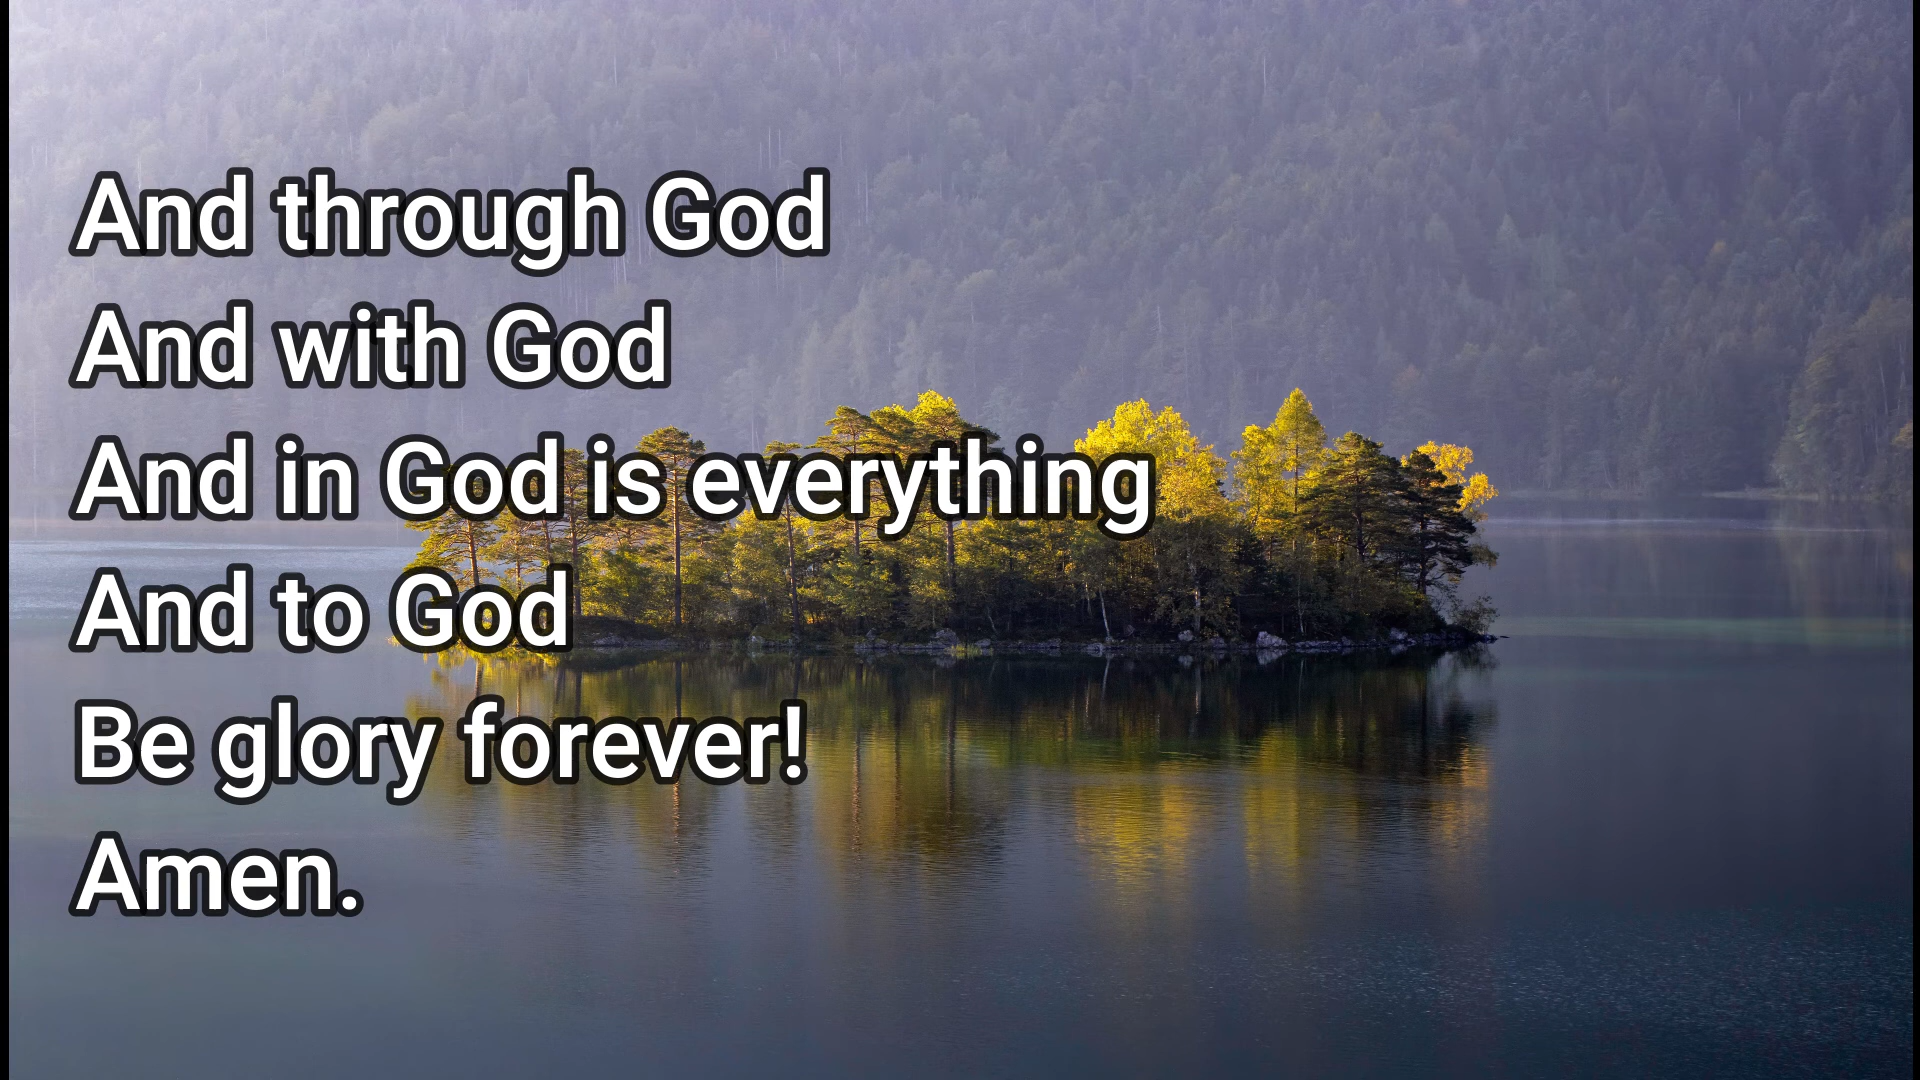 And through God
And with God
And in God is everything
And to God
Be glory forever!
Amen.